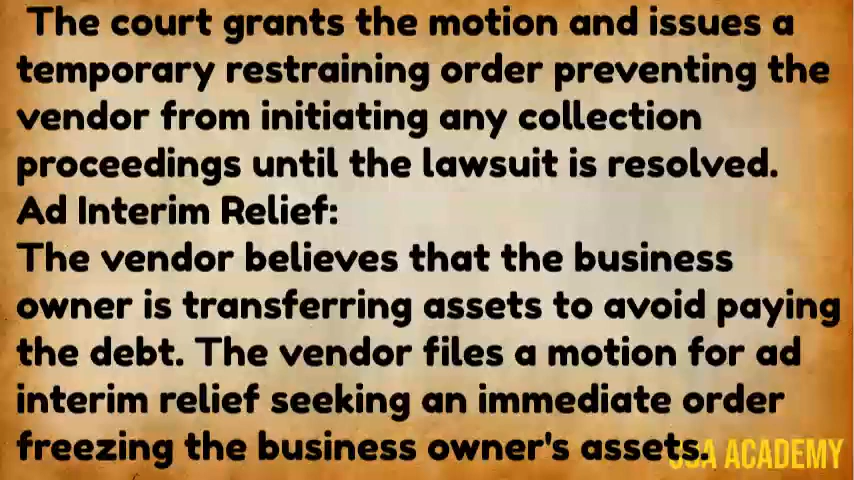 The court grants the motion and issues a
temporary restraining order preventing the
vendor from initiating any collection
proceedings until the lawsuit is resolved.
Ad Interim Relief:
The vendor believes that the business
owner is transferring assets to avoid paying
the debt. The vendor files a motion for ad
interim relief seeking an immediate order
freezing the business owner's assets.
ACADEMY